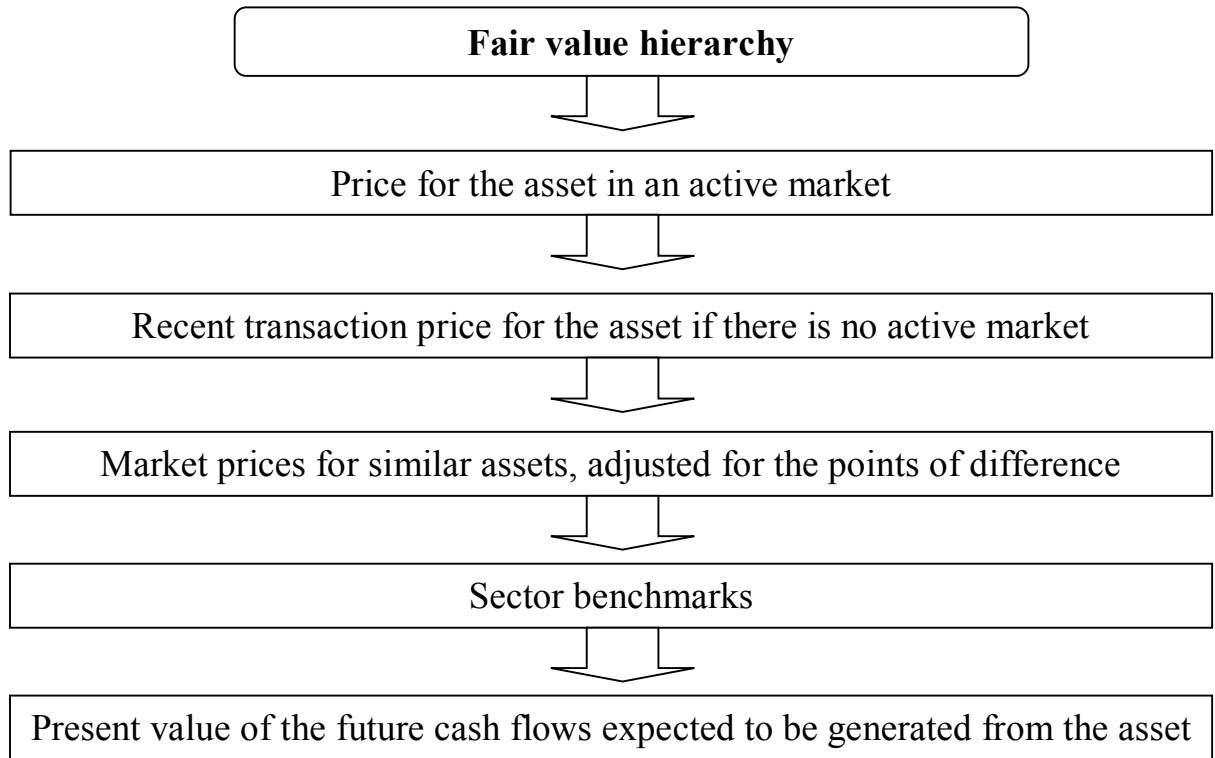 Fair value hierarchy
Price for the asset in an active market
Recent transaction price for the asset if there is no active market
Market prices for similar assets, adjusted for the points of difference
Sector benchmarks
Present value of the future cash flows expected to be generated from the asset